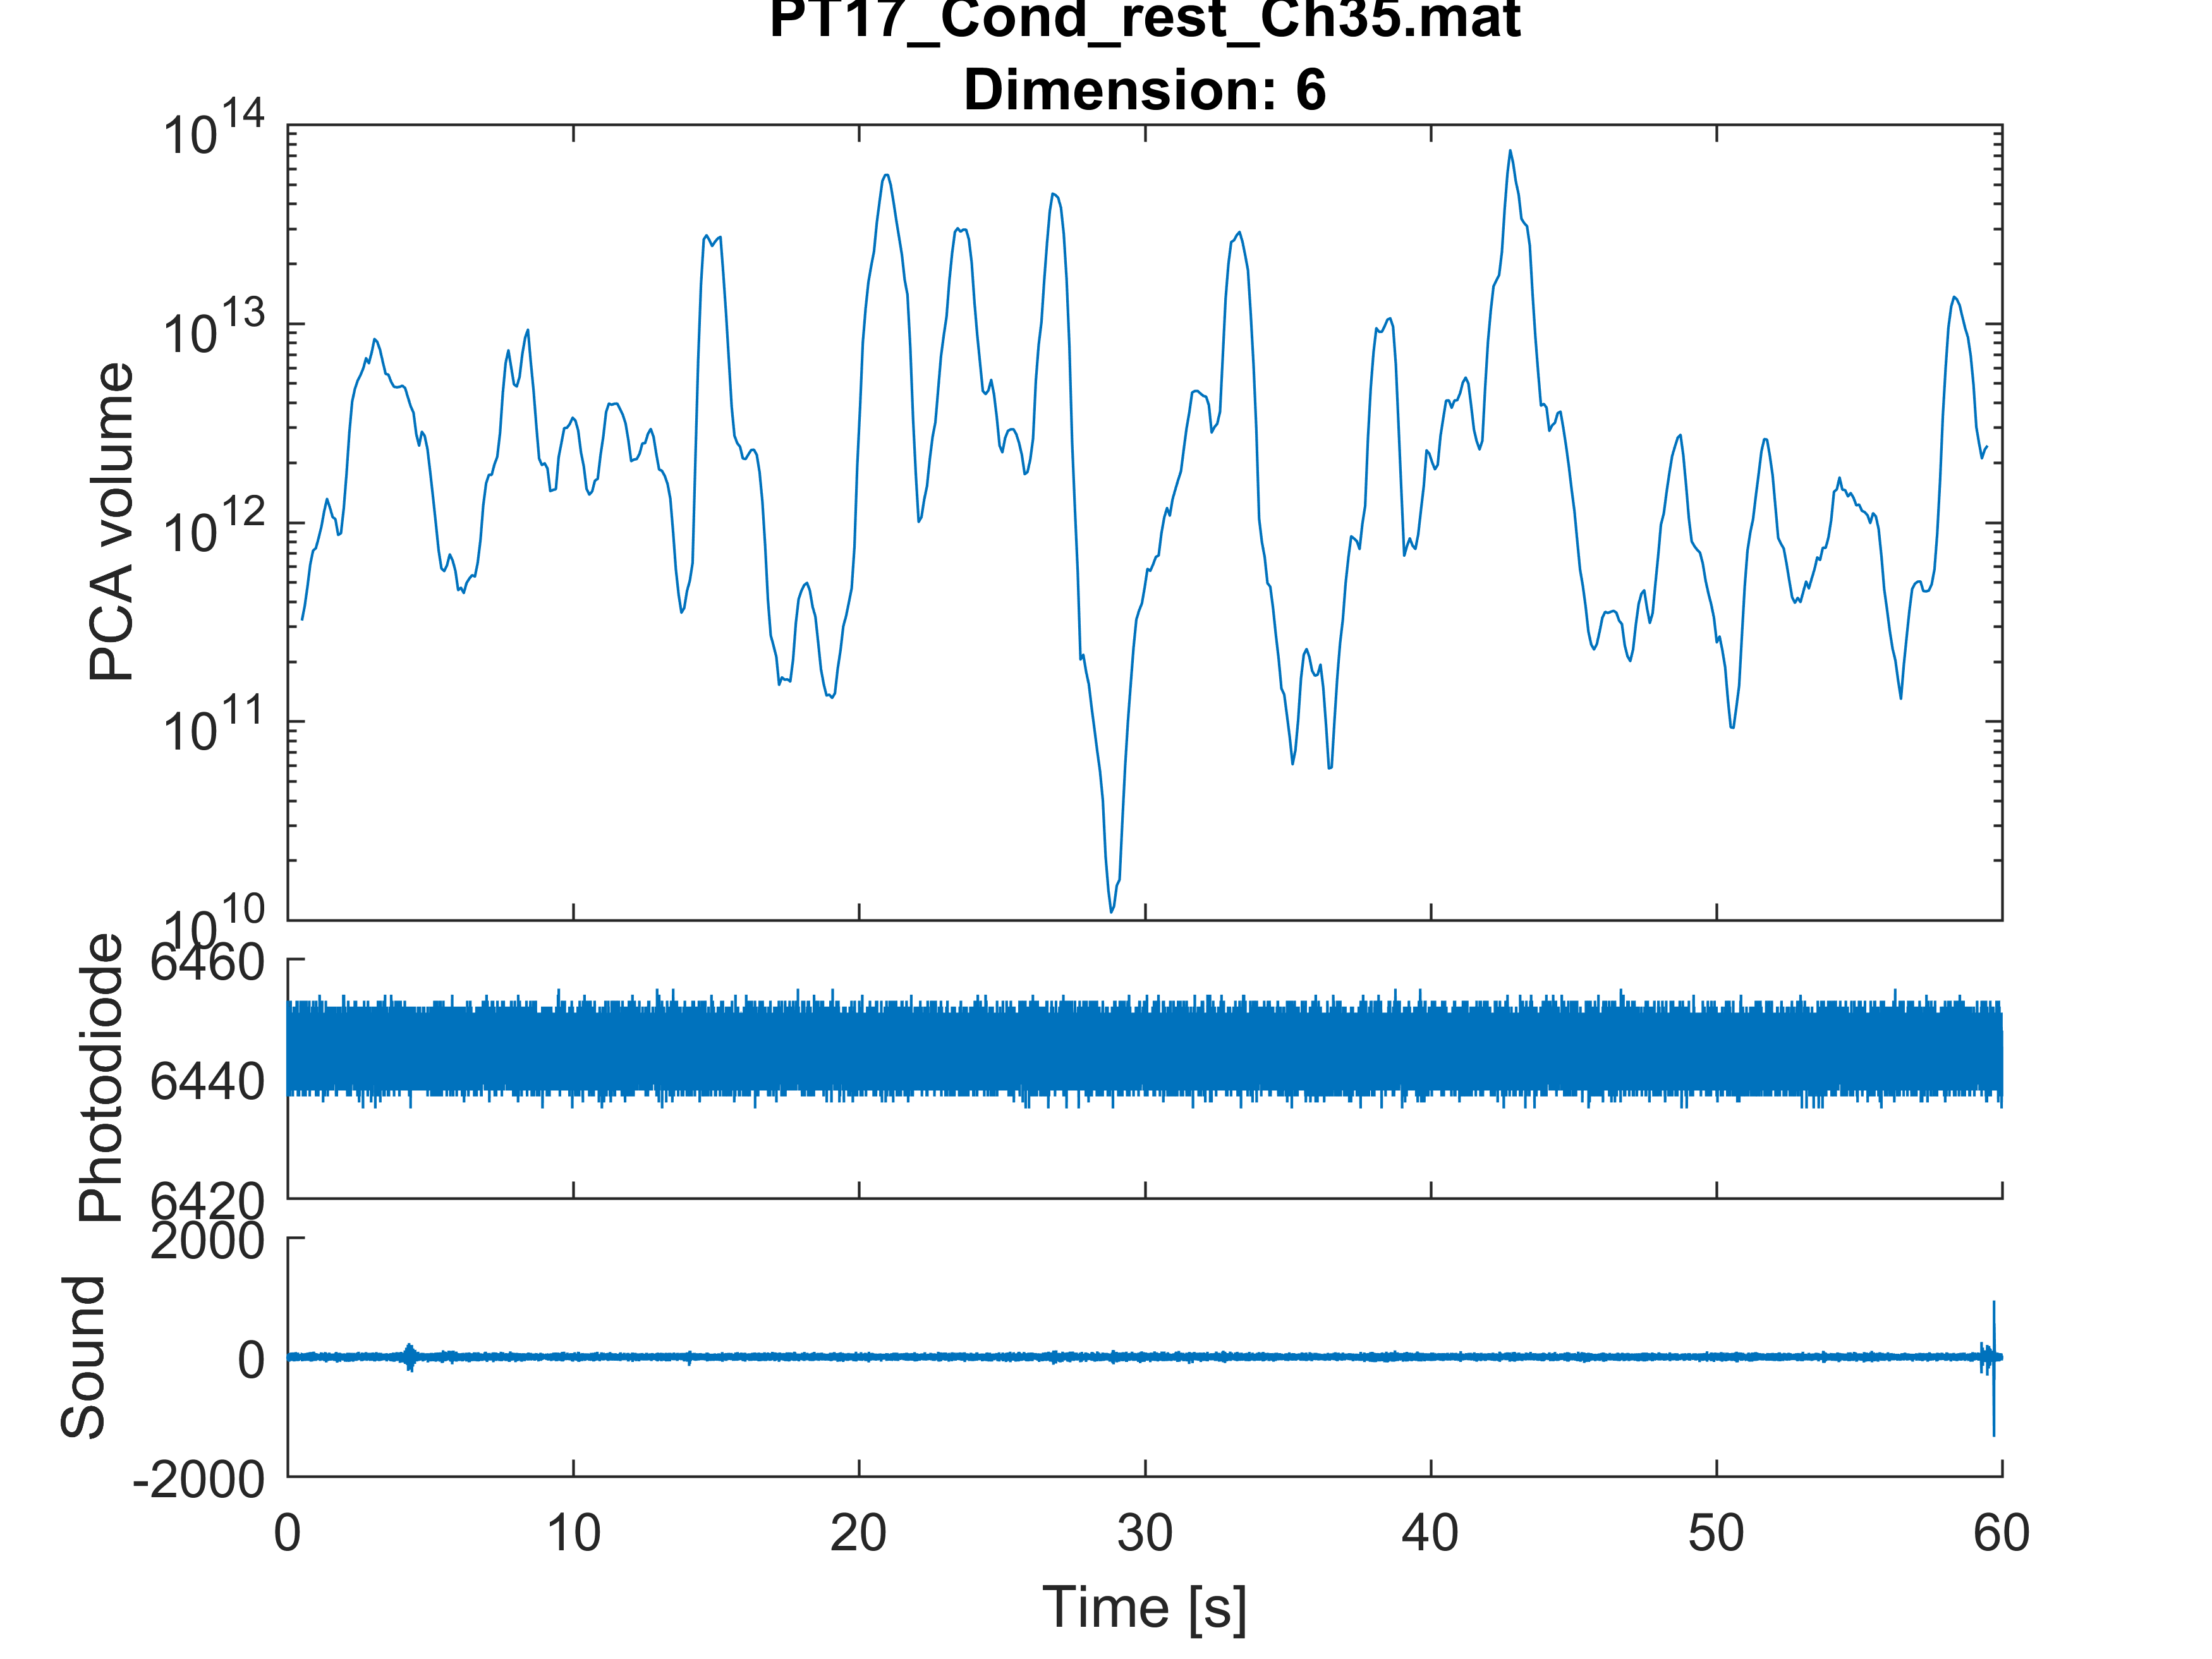 PT17_Cond_rest_Ch35.mat
Dimension: 6
10^14
10^13
10^12
10^11
10^10
PCA volume
6460
6440
6420
Photodiode
2000
0
-2000
Sound
0 10 20 30 40 50 60
Time [s]